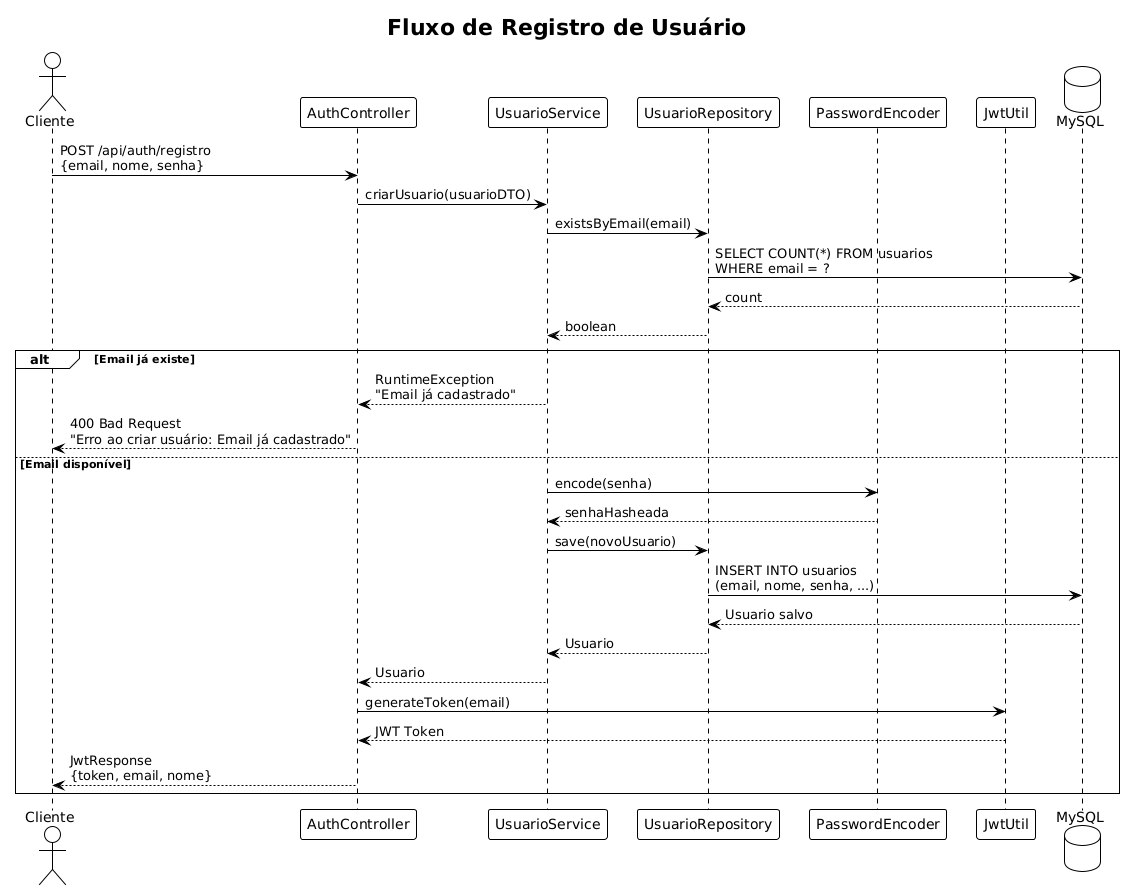 Fluxo de Registro de Usuário
Cliente
AuthController
UsuarioService
UsuarioRepository
PasswordEncoder
JwtUtil
MySQL
POST /api/auth/registro
{email, nome, senha}
criarUsuario(usuarioDTO)
existsByEmail(email)
SELECT COUNT(*) FROM usuarios
WHERE email = ?
count
boolean
alt
[Email já existe]
RuntimeException
"Email já cadastrado"
400 Bad Request
"Erro ao criar usuário: Email já cadastrado"
[Email disponível]
encode(senha)
senhaHasheada
save(novoUsuario)
INSERT INTO usuarios
(email, nome, senha, ...)
Usuario salvo
Usuario
Usuario
generateToken(email)
JWT Token
JwtResponse
{token, email, nome}
Cliente
AuthController
UsuarioService
UsuarioRepository
PasswordEncoder
JwtUtil
MySQL